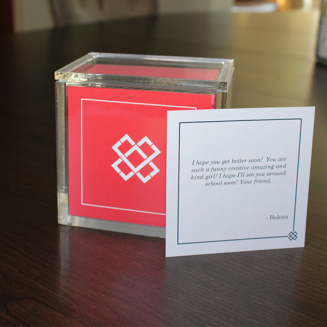 I hope you get better soon! You are
such a funny creative amazing and
kind girl! I hope I'll see you around
school soon! Your friend,
- Helena